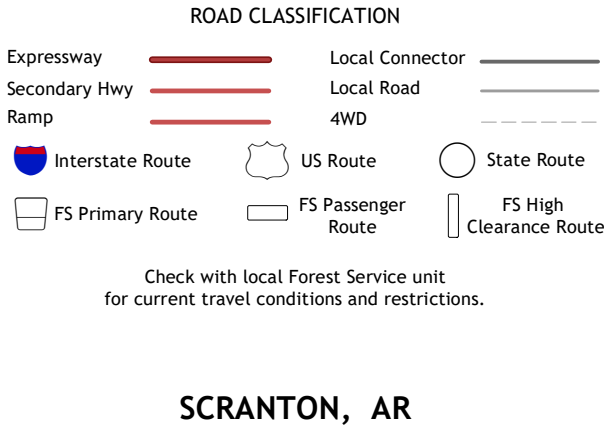 ROAD CLASSIFICATION
Expressway
Local Connector
Secondary Hwy
Local Road
Ramp
4WD
Interstate Route
US Route
State Route
FS Primary Route
FS Passenger
Route
FS High
Clearance Route
Check with local Forest Service unit
for current travel conditions and restrictions.
SCRANTON, AR